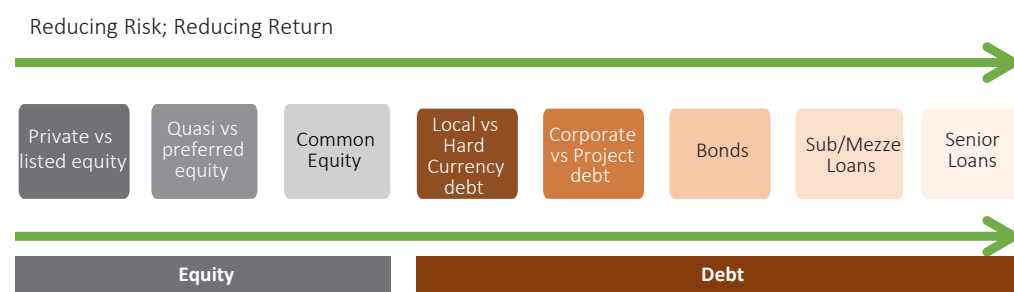 Reducing Risk; Reducing Return
Private vs
listed equity
Quasi vs
preferred
equity
Common
Equity
Local vs
Hard
Currency
debt
Corporate
vs Project
debt
Bonds
Sub/Mezze
Loans
Senior
Loans
Equity
Debt